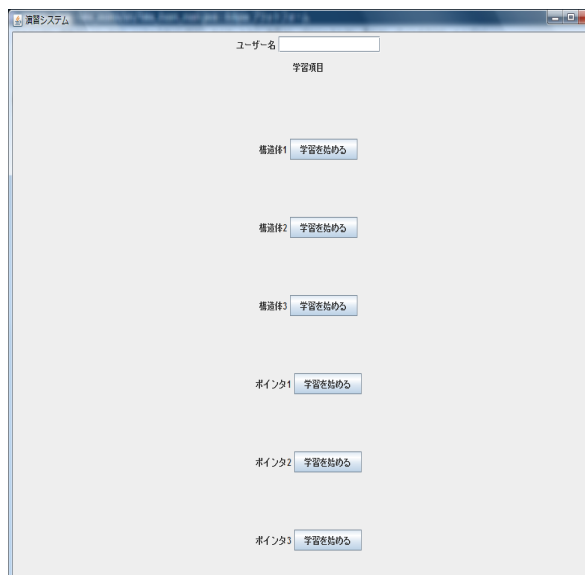 演習システム
ユーザー名
学習項目
構造体1 学習を始める
構造体2 学習を始める
構造体3 学習を始める
ポインタ1 学習を始める
ポインタ2 学習を始める
ポインタ3 学習を始める